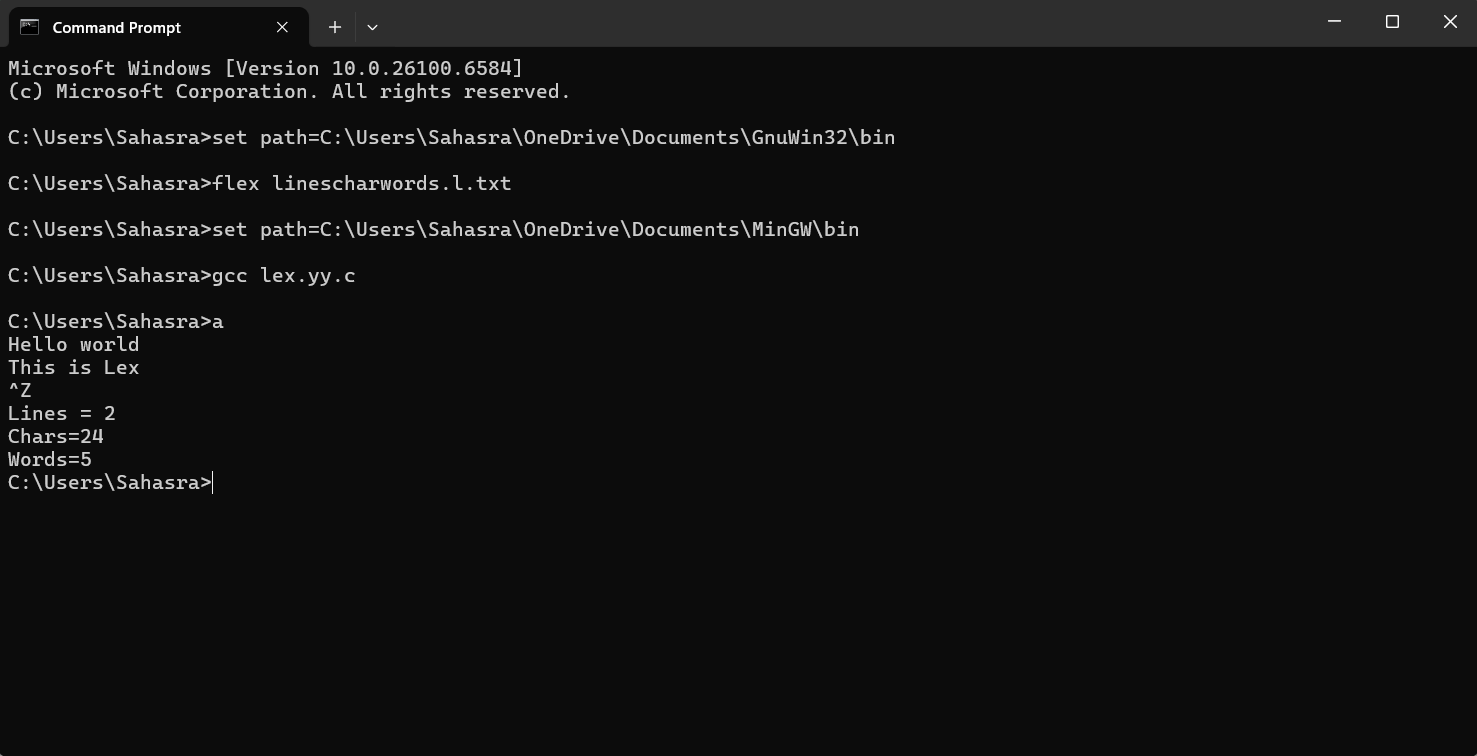 Command Prompt
Microsoft Windows [Version 10.0.26100.6584]
(c) Microsoft Corporation. All rights reserved.
C:\Users\Sahasra>set path=C:\Users\Sahasra\OneDrive\Documents\GnuWin32\bin
C:\Users\Sahasra>flex linescharwords.l.txt
C:\Users\Sahasra>set path=C:\Users\Sahasra\OneDrive\Documents\MinGW\bin
C:\Users\Sahasra>gcc lex.yy.c
C:\Users\Sahasra>a
Hello world
This is Lex
^Z
Lines = 2
Chars=24
Words=5
C:\Users\Sahasra>